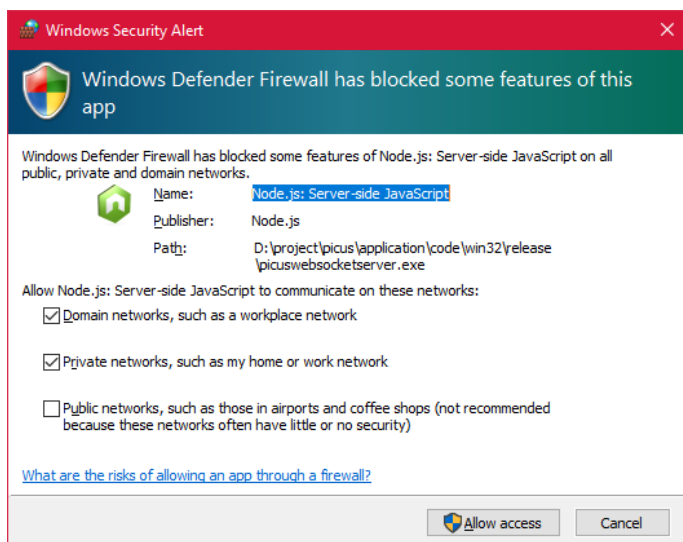 Windows Security Alert
Windows Defender Firewall has blocked some features of this
app
Windows Defender Firewall has blocked some features of Node.js: Server-side JavaScript on all
public, private and domain networks.
Name: Node.js: Server-side JavaScript
Publisher: Node.js
Path: D:\project\picus\application\code\win32\release
\picuswebsocketserver.exe
Allow Node.js: Server-side JavaScript to communicate on these networks:
Domain networks, such as a workplace network
Private networks, such as my home or work network
Public networks, such as those in airports and coffee shops (not recommended
because these networks often have little or no security)
What are the risks of allowing an app through a firewall?
Allow access Cancel